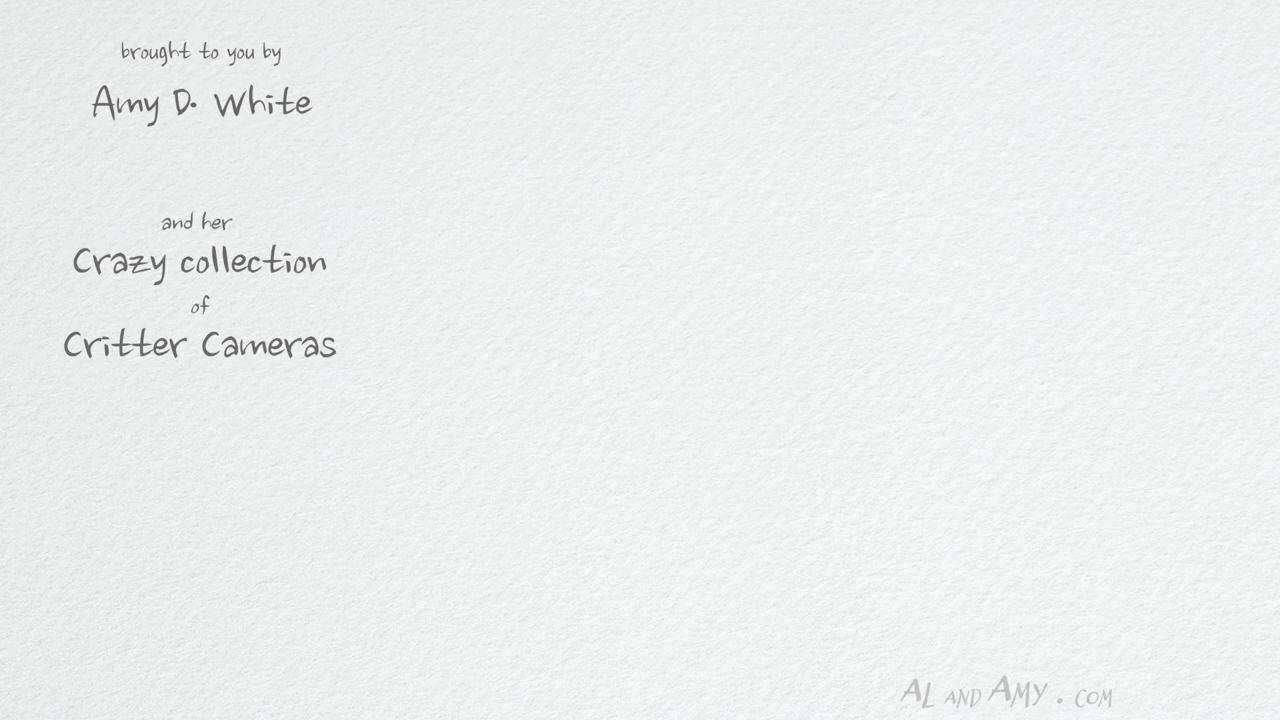 brought to you by
Amy D. White
and her
Crazy collection
of
Critter Cameras
AL AND AMY . COM